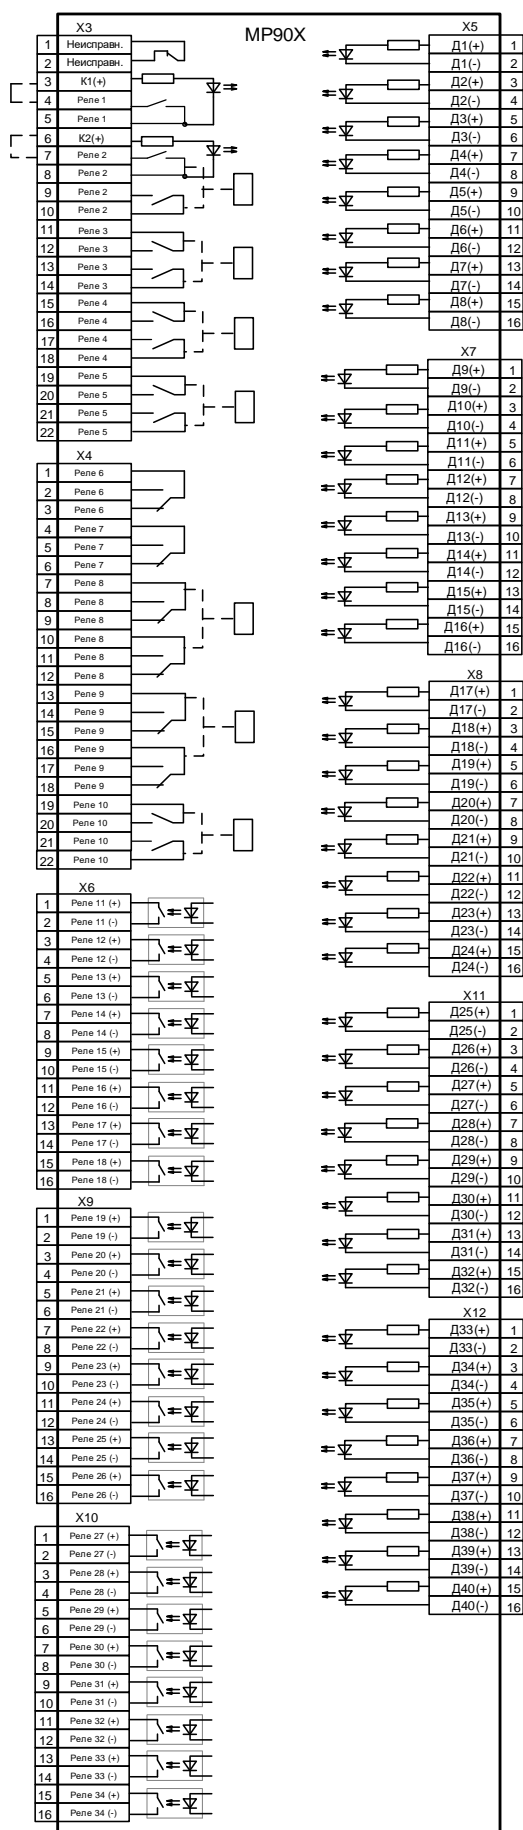 МР90Х
Х3
1 Неисправн.
2 Неисправн.
3 К1(+)
4 Реле 1
5 Реле 1
6 К2(+)
7 Реле 2
8 Реле 2
9 Реле 2
10 Реле 2
11 Реле 3
12 Реле 3
13 Реле 3
14 Реле 3
15 Реле 4
16 Реле 4
17 Реле 4
18 Реле 4
19 Реле 5
20 Реле 5
21 Реле 5
22 Реле 5
Х4
1 Реле 6
2 Реле 6
3 Реле 6
4 Реле 7
5 Реле 7
6 Реле 7
7 Реле 8
8 Реле 8
9 Реле 8
10 Реле 8
11 Реле 8
12 Реле 8
13 Реле 9
14 Реле 9
15 Реле 9
16 Реле 9
17 Реле 9
18 Реле 9
19 Реле 10
20 Реле 10
21 Реле 10
22 Реле 10
Х6
1 Реле 11 (+)
2 Реле 11 (-)
3 Реле 12 (+)
4 Реле 12 (-)
5 Реле 13 (+)
6 Реле 13 (-)
7 Реле 14 (+)
8 Реле 14 (-)
9 Реле 15 (+)
10 Реле 15 (-)
11 Реле 16 (+)
12 Реле 16 (-)
13 Реле 17 (+)
14 Реле 17 (-)
15 Реле 18 (+)
16 Реле 18 (-)
Х9
1 Реле 19 (+)
2 Реле 19 (-)
3 Реле 20 (+)
4 Реле 20 (-)
5 Реле 21 (+)
6 Реле 21 (-)
7 Реле 22 (+)
8 Реле 22 (-)
9 Реле 23 (+)
10 Реле 23 (-)
11 Реле 24 (+)
12 Реле 24 (-)
13 Реле 25 (+)
14 Реле 25 (-)
15 Реле 26 (+)
16 Реле 26 (-)
Х10
1 Реле 27 (+)
2 Реле 27 (-)
3 Реле 28 (+)
4 Реле 28 (-)
5 Реле 29 (+)
6 Реле 29 (-)
7 Реле 30 (+)
8 Реле 30 (-)
9 Реле 31 (+)
10 Реле 31 (-)
11 Реле 32 (+)
12 Реле 32 (-)
13 Реле 33 (+)
14 Реле 33 (-)
15 Реле 34 (+)
16 Реле 34 (-)
Х5
Д1(+) 1
Д1(-) 2
Д2(+) 3
Д2(-) 4
Д3(+) 5
Д3(-) 6
Д4(+) 7
Д4(-) 8
Д5(+) 9
Д5(-) 10
Д6(+) 11
Д6(-) 12
Д7(+) 13
Д7(-) 14
Д8(+) 15
Д8(-) 16
Х7
Д9(+) 1
Д9(-) 2
Д10(+) 3
Д10(-) 4
Д11(+) 5
Д11(-) 6
Д12(+) 7
Д12(-) 8
Д13(+) 9
Д13(-) 10
Д14(+) 11
Д14(-) 12
Д15(+) 13
Д15(-) 14
Д16(+) 15
Д16(-) 16
Х8
Д17(+) 1
Д17(-) 2
Д18(+) 3
Д18(-) 4
Д19(+) 5
Д19(-) 6
Д20(+) 7
Д20(-) 8
Д21(+) 9
Д21(-) 10
Д22(+) 11
Д22(-) 12
Д23(+) 13
Д23(-) 14
Д24(+) 15
Д24(-) 16
Х11
Д25(+) 1
Д25(-) 2
Д26(+) 3
Д26(-) 4
Д27(+) 5
Д27(-) 6
Д28(+) 7
Д28(-) 8
Д29(+) 9
Д29(-) 10
Д30(+) 11
Д30(-) 12
Д31(+) 13
Д31(-) 14
Д32(+) 15
Д32(-) 16
Х12
Д33(+) 1
Д33(-) 2
Д34(+) 3
Д34(-) 4
Д35(+) 5
Д35(-) 6
Д36(+) 7
Д36(-) 8
Д37(+) 9
Д37(-) 10
Д38(+) 11
Д38(-) 12
Д39(+) 13
Д39(-) 14
Д40(+) 15
Д40(-) 16